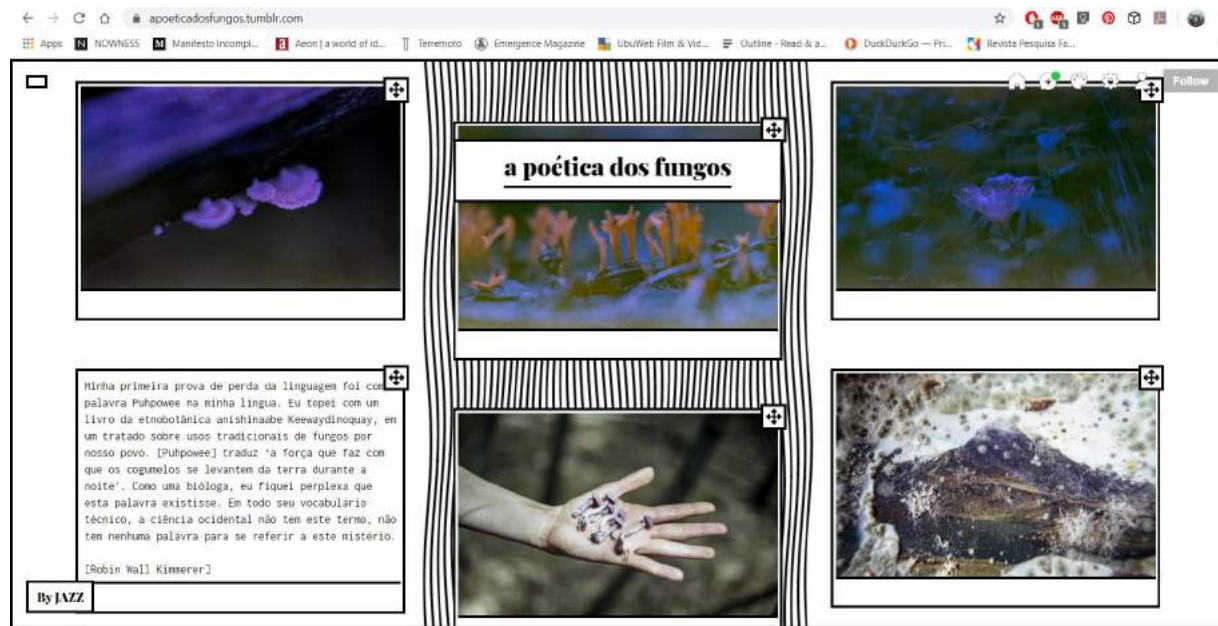 apoeticadosfungos.tumblr.com
Apps NOWNESS Manifesto Incompl... Aeon | a world of id... Terremoto Emergence Magazine UbuWeb Film & Vid... Outline - Read & a... DuckDuckGo — Pri... Revista Pesquisa Fa...
Follow
a poética dos fungos
Minha primeira prova de perda da linguagem foi com
palavra Puhpowee na minha língua. Eu topei com um
livro da etnobotânica anishinaabe Keewaydinoquay, em
um tratado sobre usos tradicionais de fungos por
nosso povo. [Puhpowee] traduz 'a força que faz com
que os cogumelos se levantem da terra durante a
noite'. Como uma bióloga, eu fiquei perplexa que
esta palavra existisse. Em todo seu vocabulário
técnico, a ciência ocidental não tem este termo, não
tem nenhuma palavra para se referir a este mistério.
[Robin Wall Kimmerer]
By JAZZ